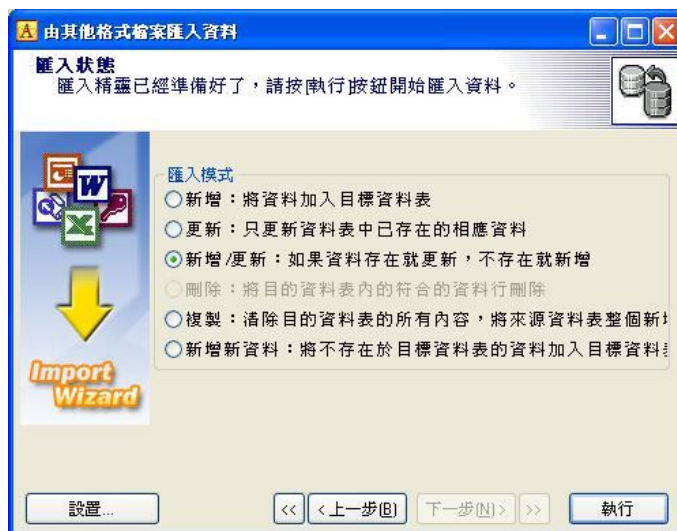 由其他格式檔案匯入資料
匯入狀態
匯入精靈已經準備好了，請按[執行]按鈕開始匯入資料。
匯入模式
新增：將資料加入目標資料表
更新：只更新資料表中已存在的相應資料
新增/更新：如果資料存在就更新，不存在就新增
刪除：將目的資料表內的符合的資料行刪除
複製：清除目的資料表的所有內容，將來源資料表整個新增
新增新資料：將不存在於目標資料表的資料加入目標資料表
Import
Wizard
設置...
<<
<上一步(B)
下一步(N)>
>>
執行